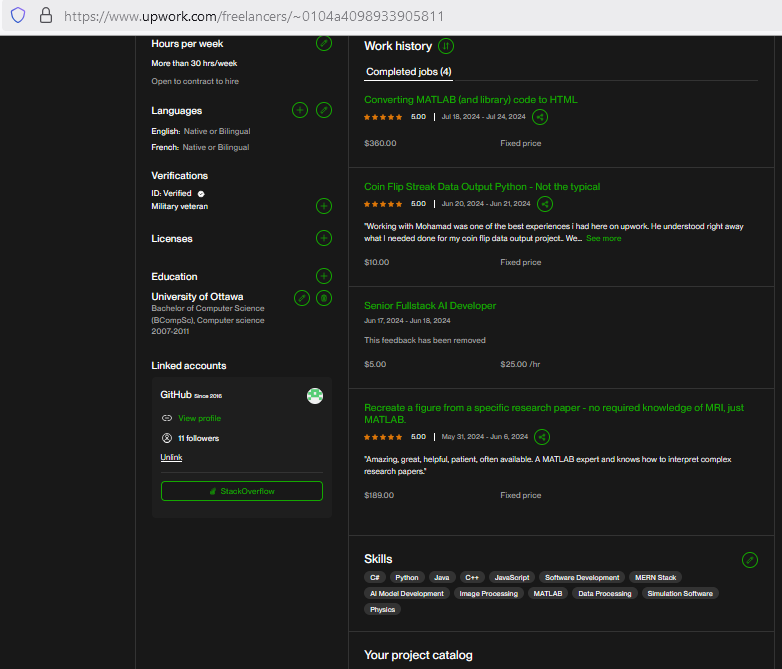 https://www.upwork.com/freelancers/~0104a4098933905811
Hours per week
More than 30 hrs/week
Open to contract to hire
Languages
English: Native or Bilingual
French: Native or Bilingual
Verifications
ID: Verified
Military veteran
Licenses
Education
University of Ottawa
Bachelor of Computer Science
(BCompSc), Computer science
2007-2011
Linked accounts
GitHub Since 2016
View profile
11 followers
Unlink
StackOverflow
Work history
Completed jobs (4)
Converting MATLAB (and library) code to HTML
5.00 | Jul 18, 2024 - Jul 24, 2024
$360.00 Fixed price
Coin Flip Streak Data Output Python - Not the typical
5.00 | Jun 20, 2024 - Jun 21, 2024
"Working with Mohamad was one of the best experiences i had here on upwork. He understood right away
what I needed done for my coin flip data output project.. We... See more
$10.00 Fixed price
Senior Fullstack AI Developer
Jun 17, 2024 - Jun 18, 2024
This feedback has been removed
$5.00 $25.00 /hr
Recreate a figure from a specific research paper - no required knowledge of MRI, just
MATLAB.
5.00 | May 31, 2024 - Jun 6, 2024
"Amazing, great, helpful, patient, often available. A MATLAB expert and knows how to interpret complex
research papers."
$189.00 Fixed price
Skills
C# Python Java C++ JavaScript Software Development MERN Stack
AI Model Development Image Processing MATLAB Data Processing Simulation Software
Physics
Your project catalog